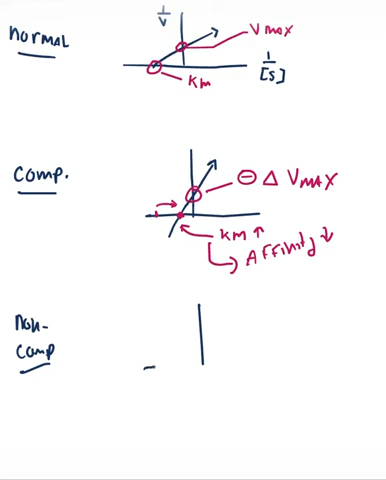 1/V
NORMAL
Vmax
1/[S]
Km
Comp.
⊖ Δ VMAX
KM ↑
Affinity ↓
Non-
Comp